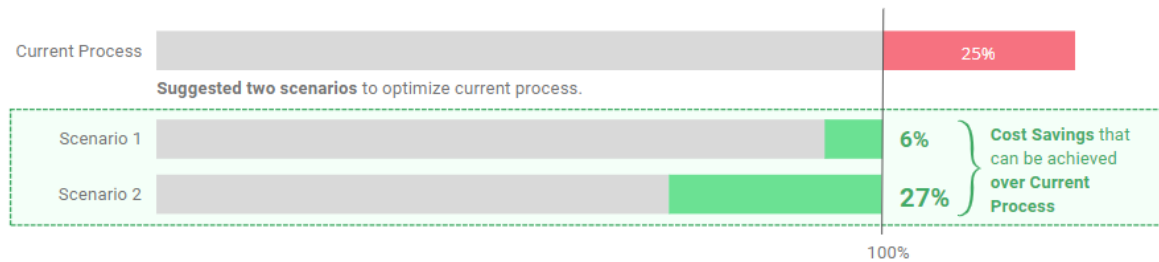 Current Process
25%
Suggested two scenarios to optimize current process.
Scenario 1
6%
Scenario 2
27%
Cost Savings that
can be achieved
over Current
Process
100%